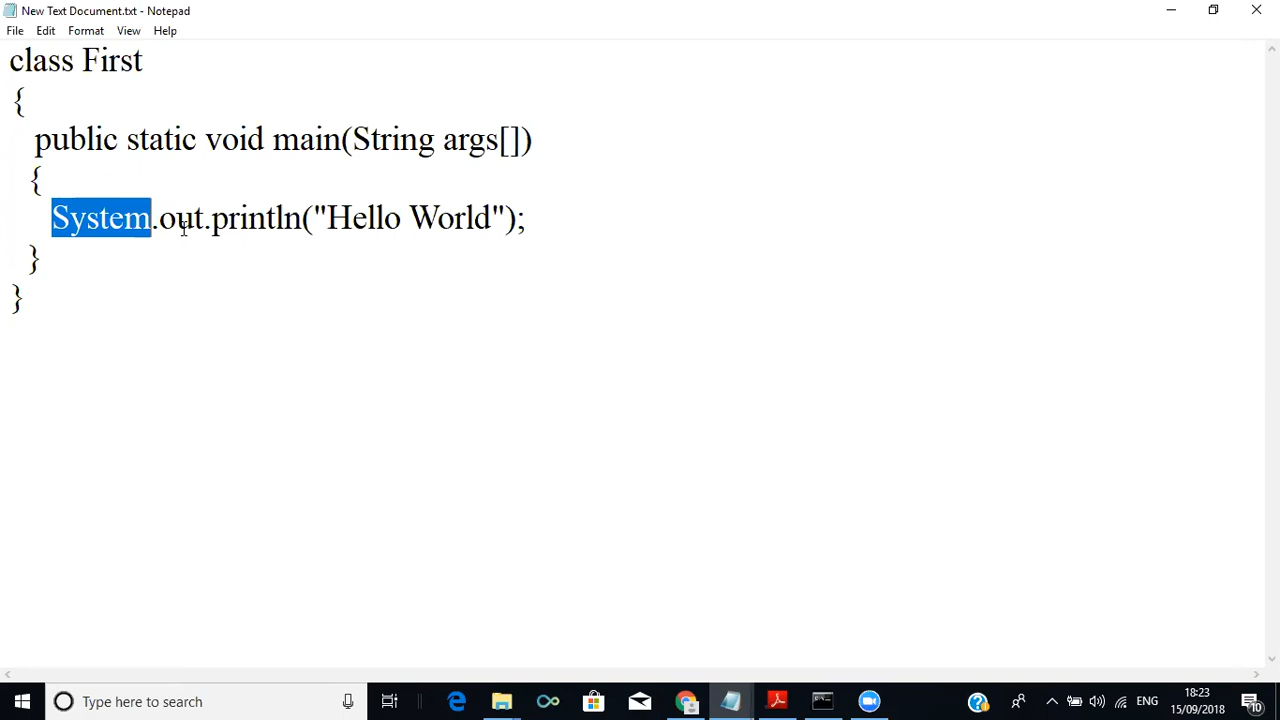 New Text Document.txt - Notepad
File Edit Format View Help
class First
{
public static void main(String args[])
{
System.out.println("Hello World");
}
}
Type here to search
ENG
18:23
15/09/2018
10